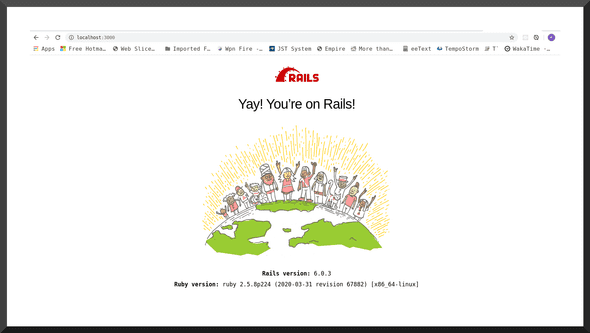 localhost:3000
Apps Free Hotma... Web Slice... Imported F... Wpn Fire -... JST System Empire More than... eeText TempoStorm WakaTime -...
RAILS
Yay! You're on Rails!
Rails version: 6.0.3
Ruby version: ruby 2.5.8p224 (2020-03-31 revision 67882) [x86_64-linux]